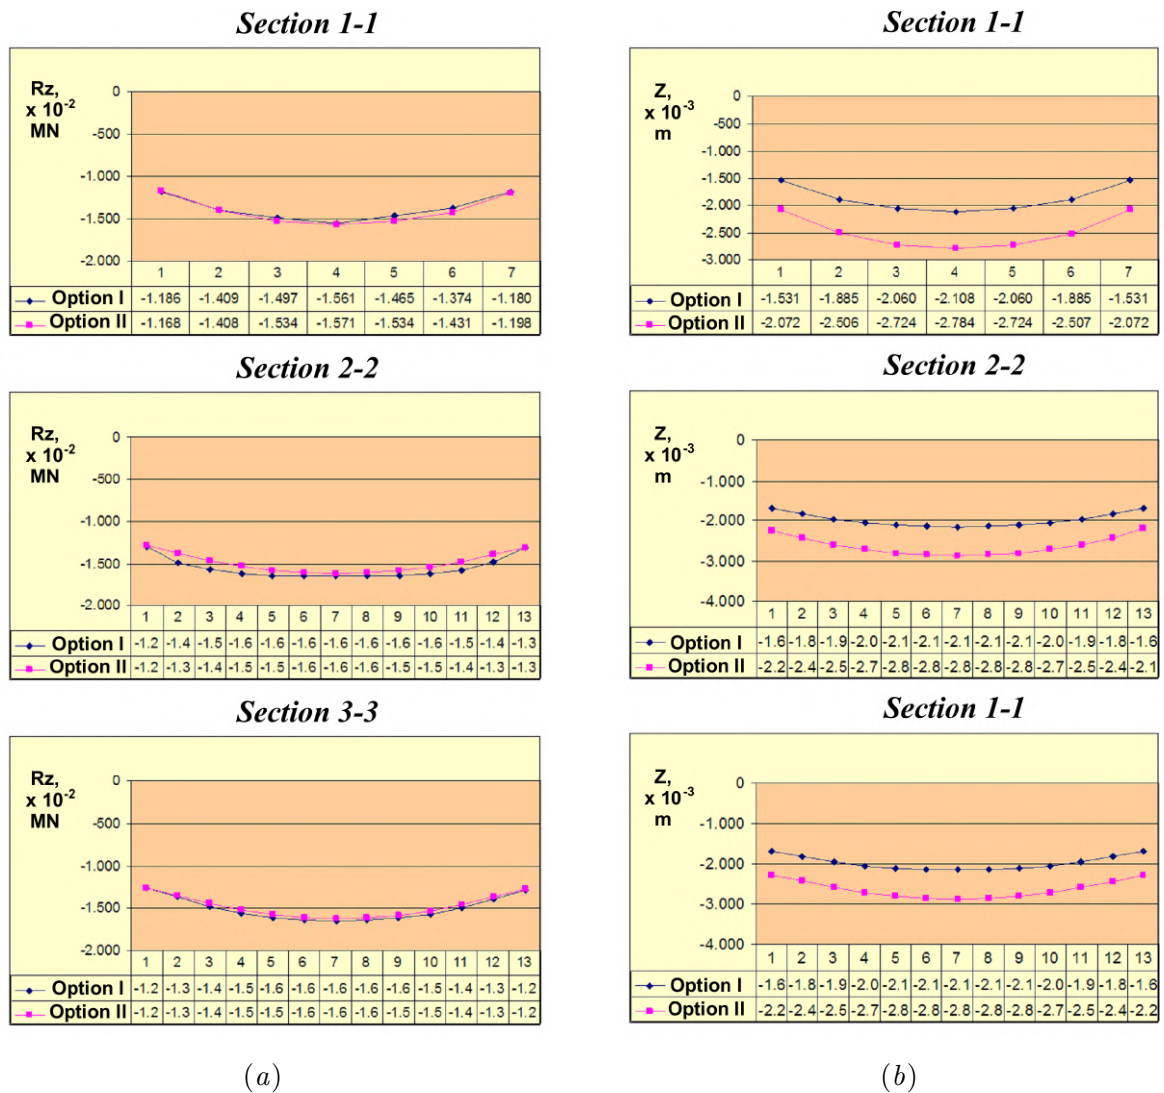 Section 1-1
Rz,
x 10-2
MN
0
-500
-1.000
-1.500
-2.000
1 2 3 4 5 6 7
Option I -1.186 -1.409 -1.497 -1.561 -1.465 -1.374 -1.180
Option II -1.168 -1.408 -1.534 -1.571 -1.534 -1.431 -1.198
Section 2-2
Rz,
x 10-2
MN
0
-500
-1.000
-1.500
-2.000
1 2 3 4 5 6 7 8 9 10 11 12 13
Option I -1.2 -1.4 -1.5 -1.6 -1.6 -1.6 -1.6 -1.6 -1.6 -1.6 -1.5 -1.4 -1.3
Option II -1.2 -1.3 -1.4 -1.5 -1.5 -1.6 -1.6 -1.6 -1.5 -1.5 -1.4 -1.3 -1.3
Section 3-3
Rz,
x 10-2
MN
0
-500
-1.000
-1.500
-2.000
1 2 3 4 5 6 7 8 9 10 11 12 13
Option I -1.2 -1.3 -1.4 -1.5 -1.6 -1.6 -1.6 -1.6 -1.6 -1.5 -1.4 -1.3 -1.2
Option II -1.2 -1.3 -1.4 -1.5 -1.5 -1.6 -1.6 -1.6 -1.5 -1.5 -1.4 -1.3 -1.2
(a)
Section 1-1
Z,
x 10-3
m
0
-500
-1.000
-1.500
-2.000
-2.500
-3.000
1 2 3 4 5 6 7
Option I -1.531 -1.885 -2.060 -2.108 -2.060 -1.885 -1.531
Option II -2.072 -2.506 -2.724 -2.784 -2.724 -2.507 -2.072
Section 2-2
Z,
x 10-3
m
0
-1.000
-2.000
-3.000
-4.000
1 2 3 4 5 6 7 8 9 10 11 12 13
Option I -1.6 -1.8 -1.9 -2.0 -2.1 -2.1 -2.1 -2.1 -2.1 -2.0 -1.9 -1.8 -1.6
Option II -2.2 -2.4 -2.5 -2.7 -2.8 -2.8 -2.8 -2.8 -2.8 -2.7 -2.5 -2.4 -2.1
Section 1-1
Z,
x 10-3
m
0
-1.000
-2.000
-3.000
-4.000
1 2 3 4 5 6 7 8 9 10 11 12 13
Option I -1.6 -1.8 -1.9 -2.0 -2.1 -2.1 -2.1 -2.1 -2.1 -2.0 -1.9 -1.8 -1.6
Option II -2.2 -2.4 -2.5 -2.7 -2.8 -2.8 -2.8 -2.8 -2.8 -2.7 -2.5 -2.4 -2.2
(b)